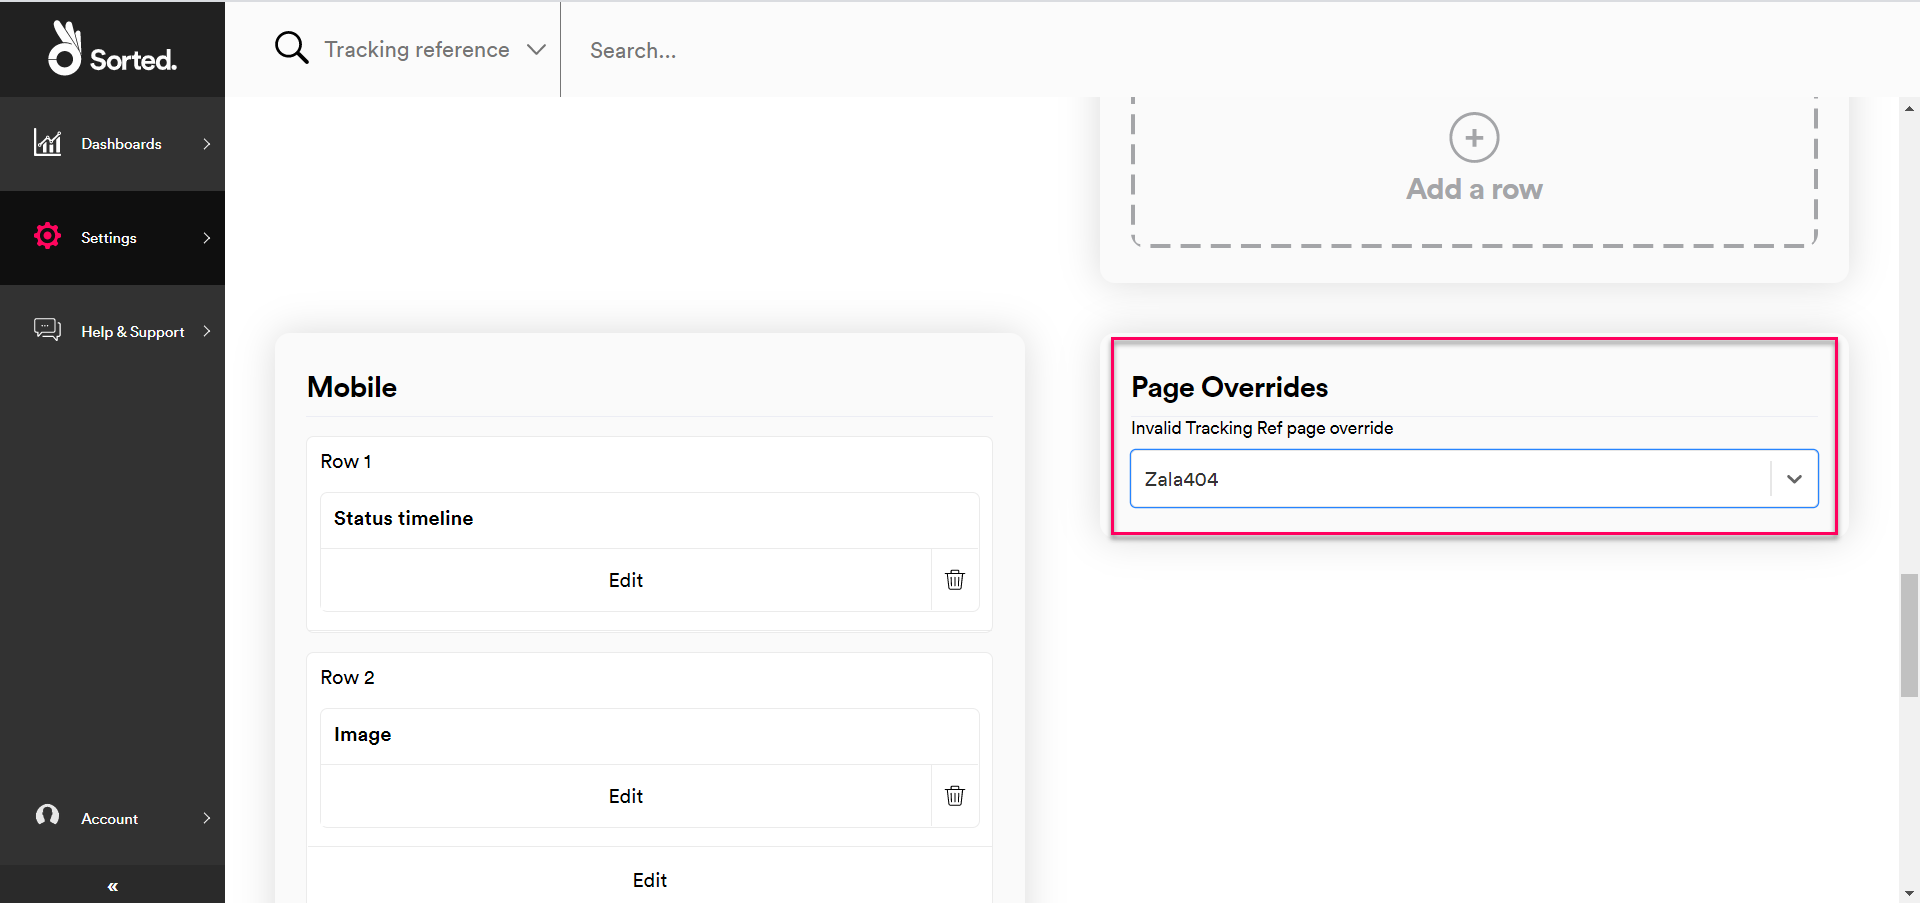 Sorted.
Tracking reference
Search...
Dashboards
Settings
Help & Support
Account
«
Add a row
Mobile
Row 1
Status timeline
Edit
Row 2
Image
Edit
Edit
Page Overrides
Invalid Tracking Ref page override
Zala404